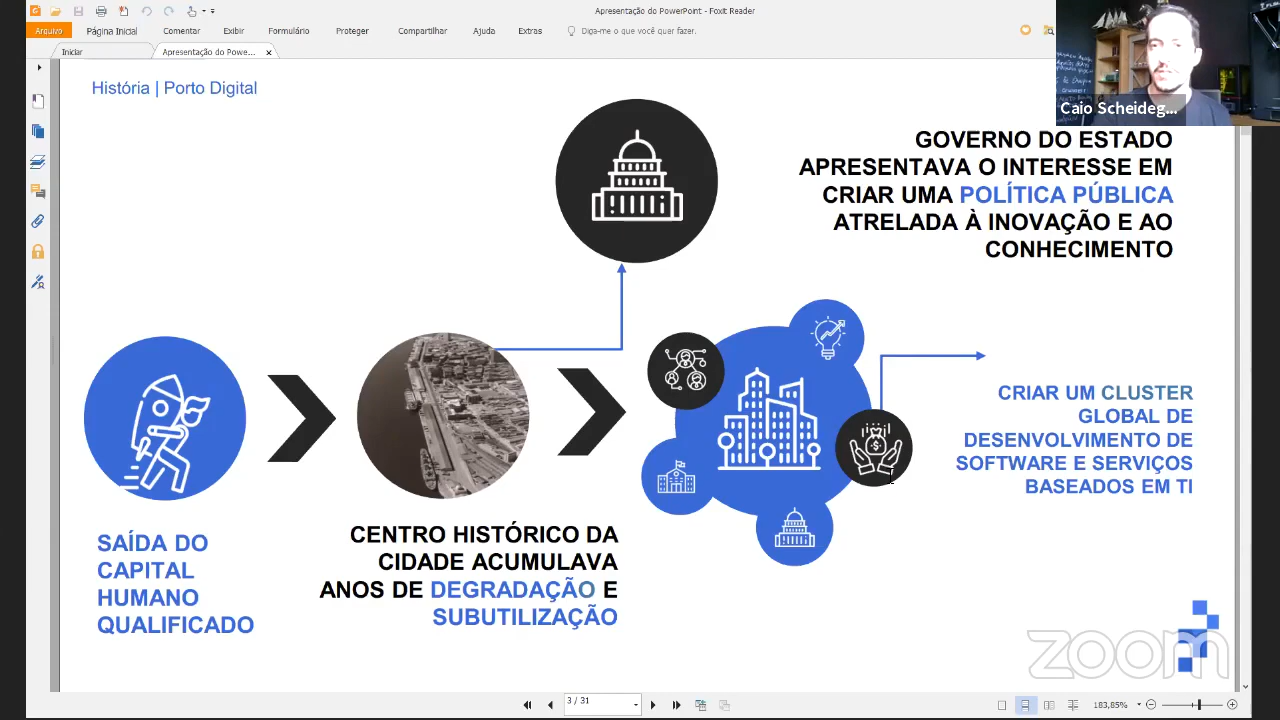 Apresentação do PowerPoint - Foxit Reader
Arquivo
Página Inicial
Comentar
Exibir
Formulário
Proteger
Compartilhar
Ajuda
Extras
Diga-me o que você quer fazer.
Iniciar
Apresentação do Powe...
Caio Scheideg...
História | Porto Digital
GOVERNO DO ESTADO
APRESENTAVA O INTERESSE EM
CRIAR UMA POLÍTICA PÚBLICA
ATRELADA À INOVAÇÃO E AO
CONHECIMENTO
CRIAR UM CLUSTER
GLOBAL DE
DESENVOLVIMENTO DE
SOFTWARE E SERVIÇOS
BASEADOS EM TI
SAÍDA DO
CAPITAL
HUMANO
QUALIFICADO
CENTRO HISTÓRICO DA
CIDADE ACUMULAVA
ANOS DE DEGRADAÇÃO E
SUBUTILIZAÇÃO
zoom
3 / 31
183,85%